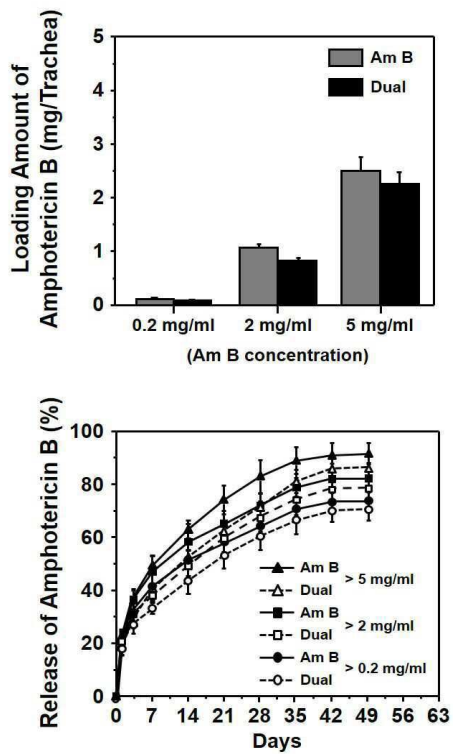 Loading Amount of
Amphotericin B (mg/Trachea)
5
4
3
2
1
0
Am B
Dual
0.2 mg/ml 2 mg/ml 5 mg/ml
(Am B concentration)
Release of Amphotericin B (%)
100
80
60
40
20
0
Am B
Dual
> 5 mg/ml
Am B
Dual
> 2 mg/ml
Am B
Dual
> 0.2 mg/ml
0 7 14 21 28 35 42 49 56 63
Days